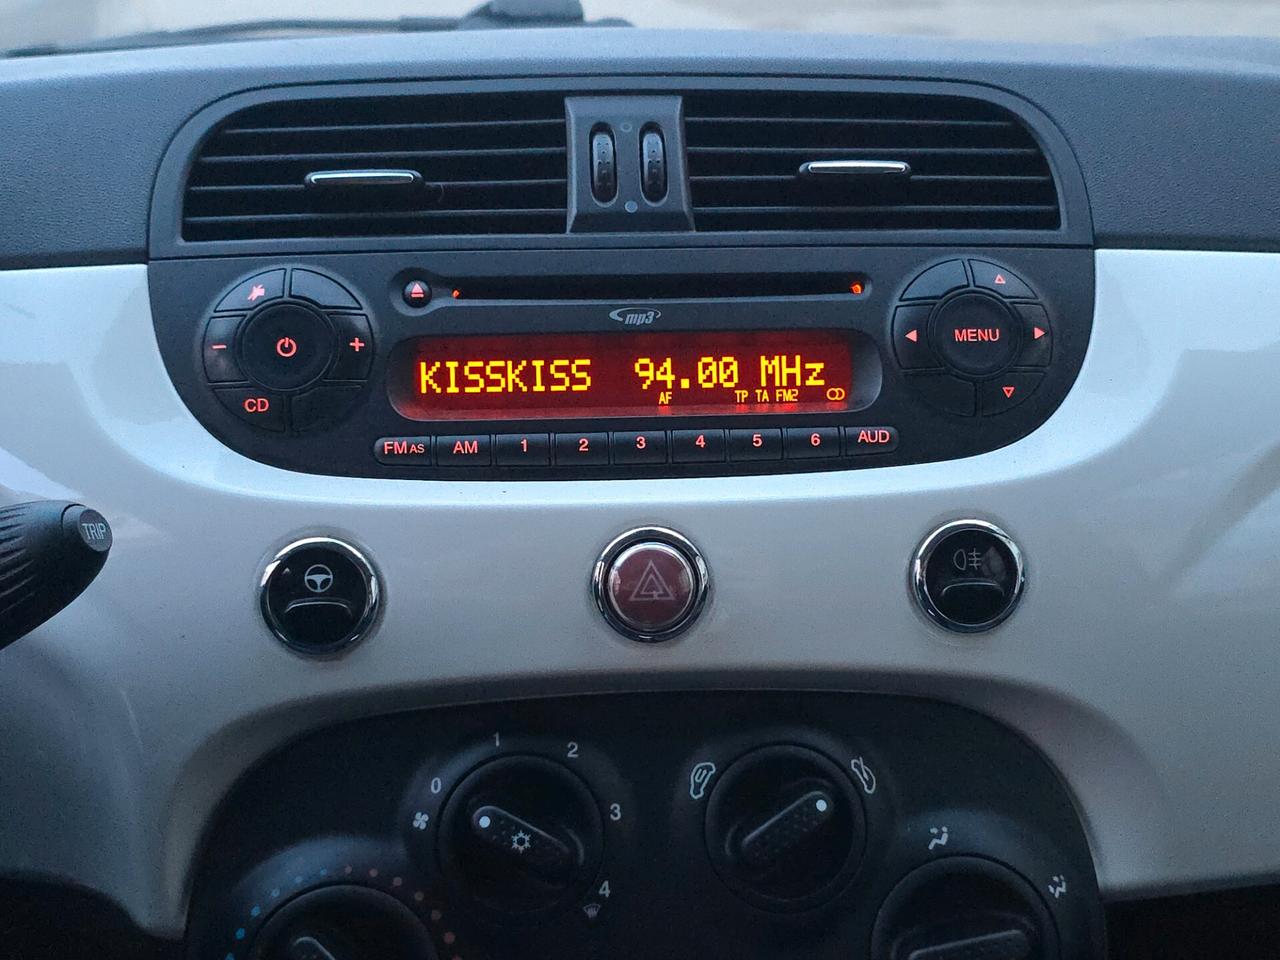 mp3
MENU
KISSKISS 94.00 MHz
AF TP TA FM2
CD
FM AS AM 1 2 3 4 5 6 AUD
TRIP
1 2
0
3
4